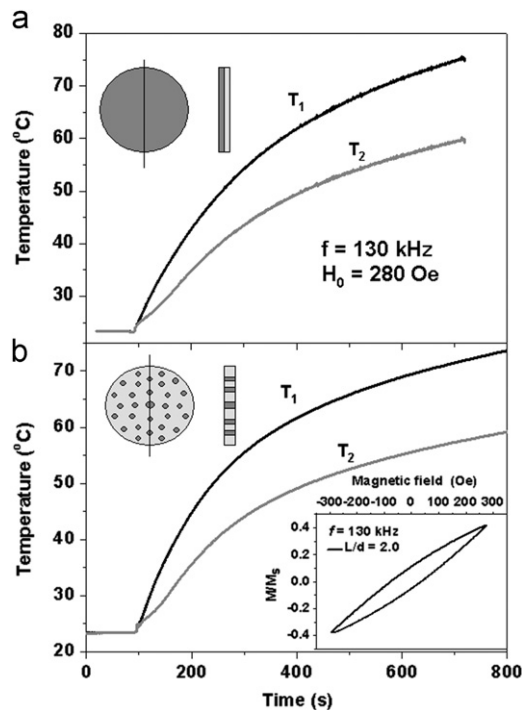 a
80
70
60
50
40
30
Temperature (°C)
T1
T2
f = 130 kHz
H0 = 280 Oe
b
70
60
50
40
30
20
Temperature (°C)
T1
T2
Magnetic field (Oe)
-300 -200 -100 0 100 200 300
0.4
0.2
0.0
-0.2
-0.4
M/MS
f = 130 kHz
L/d = 2.0
0 200 400 600 800
Time (s)